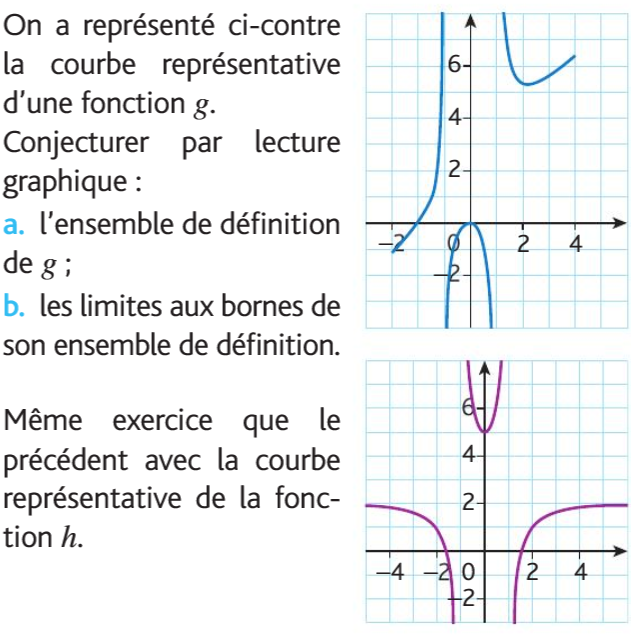 On a représenté ci-contre
la courbe représentative
d'une fonction g.
Conjecturer par lecture
graphique :
a. l'ensemble de définition
de g ;
b. les limites aux bornes de
son ensemble de définition.
6
4
2
−2 0 2 4
−2
Même exercice que le
précédent avec la courbe
représentative de la fonc-
tion h.
6
4
2
−4 −2 0 2 4
−2